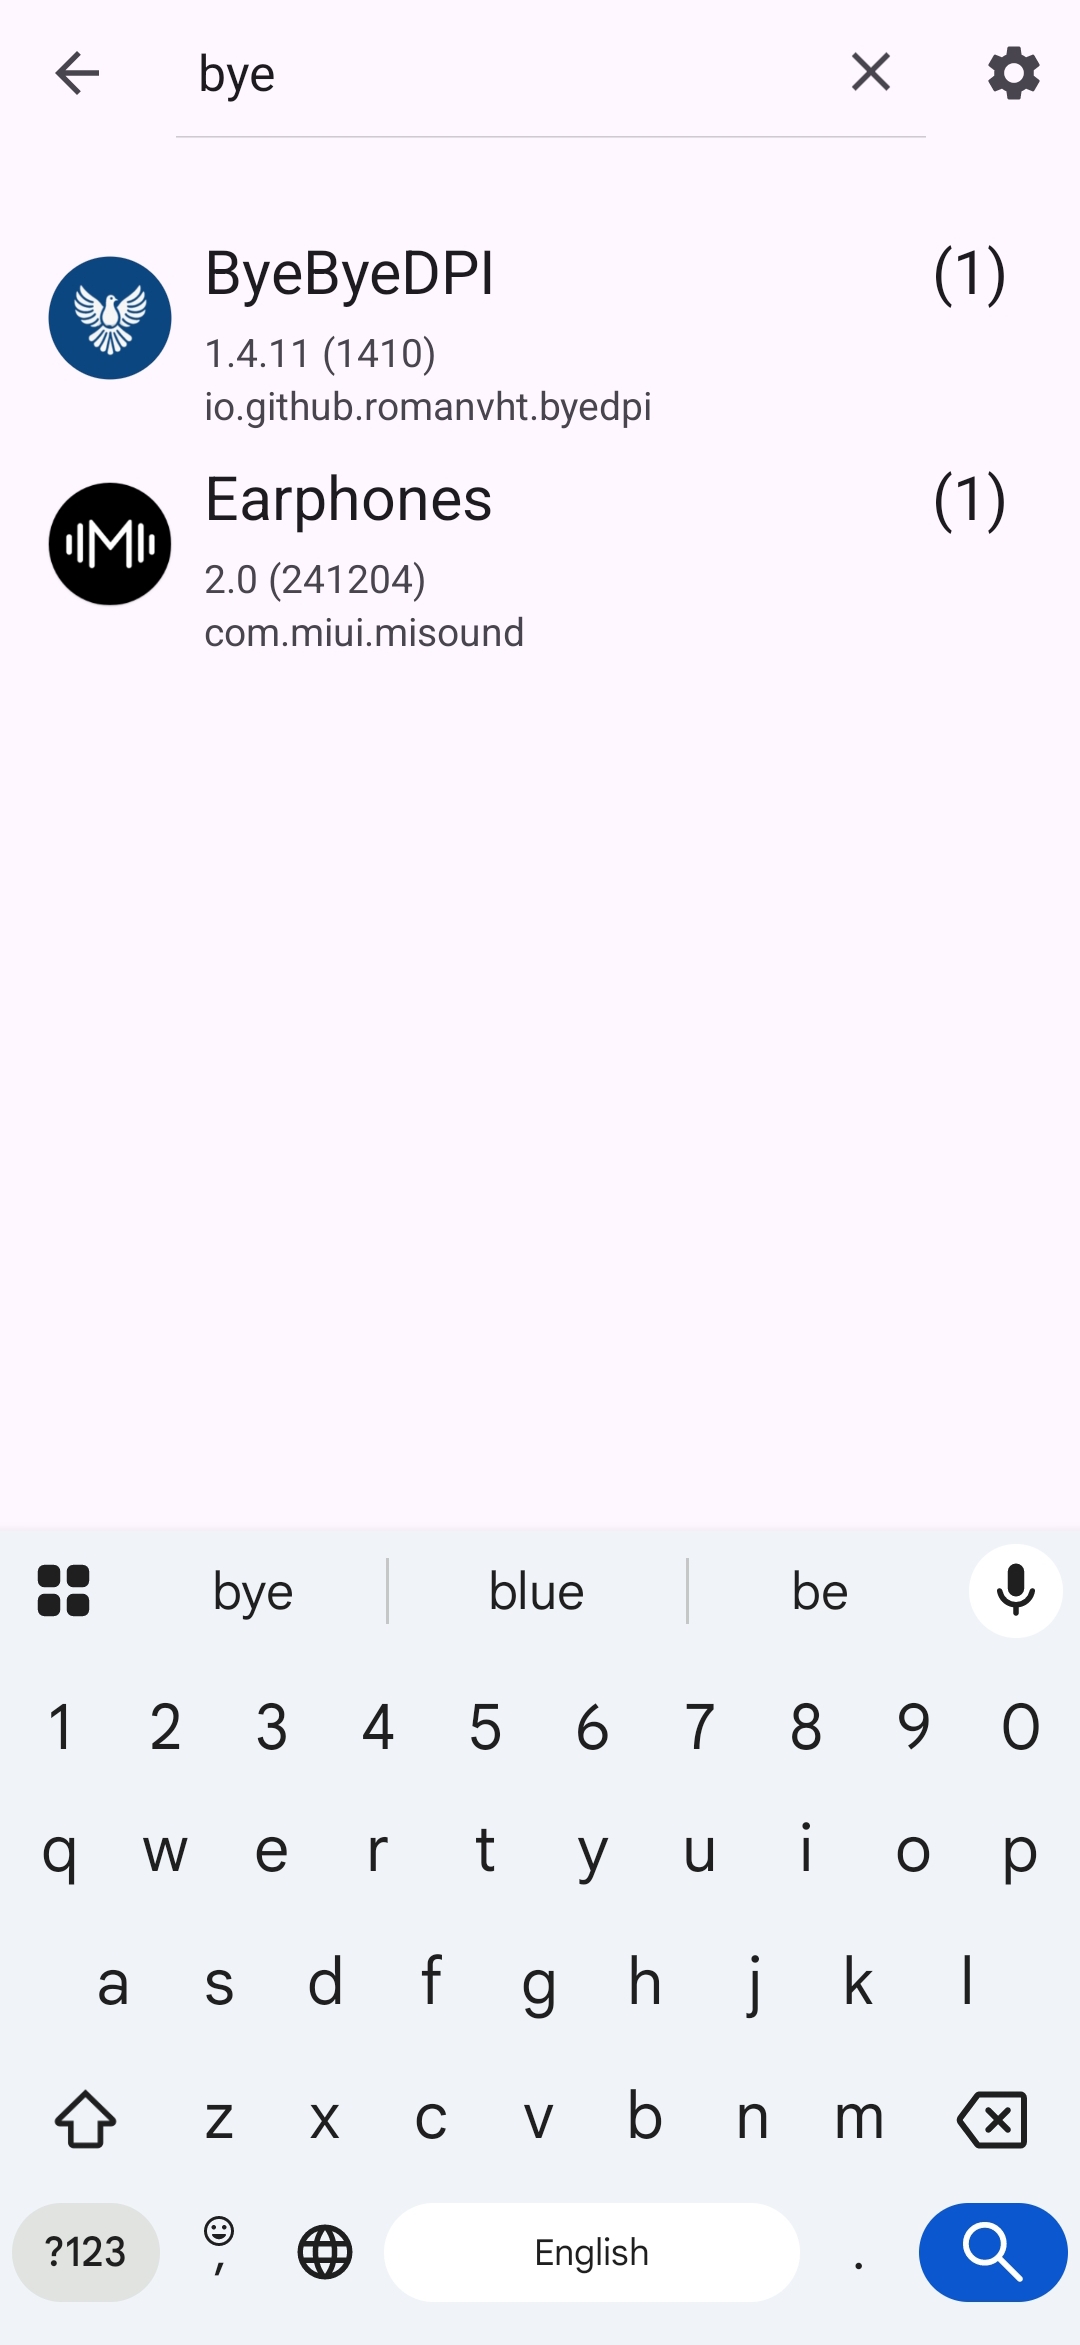 bye
ByeByeDPI (1)
1.4.11 (1410)
io.github.romanvht.byedpi
Earphones (1)
2.0 (241204)
com.miui.misound
bye blue be
1 2 3 4 5 6 7 8 9 0
q w e r t y u i o p
a s d f g h j k l
z x c v b n m
?123 , English .